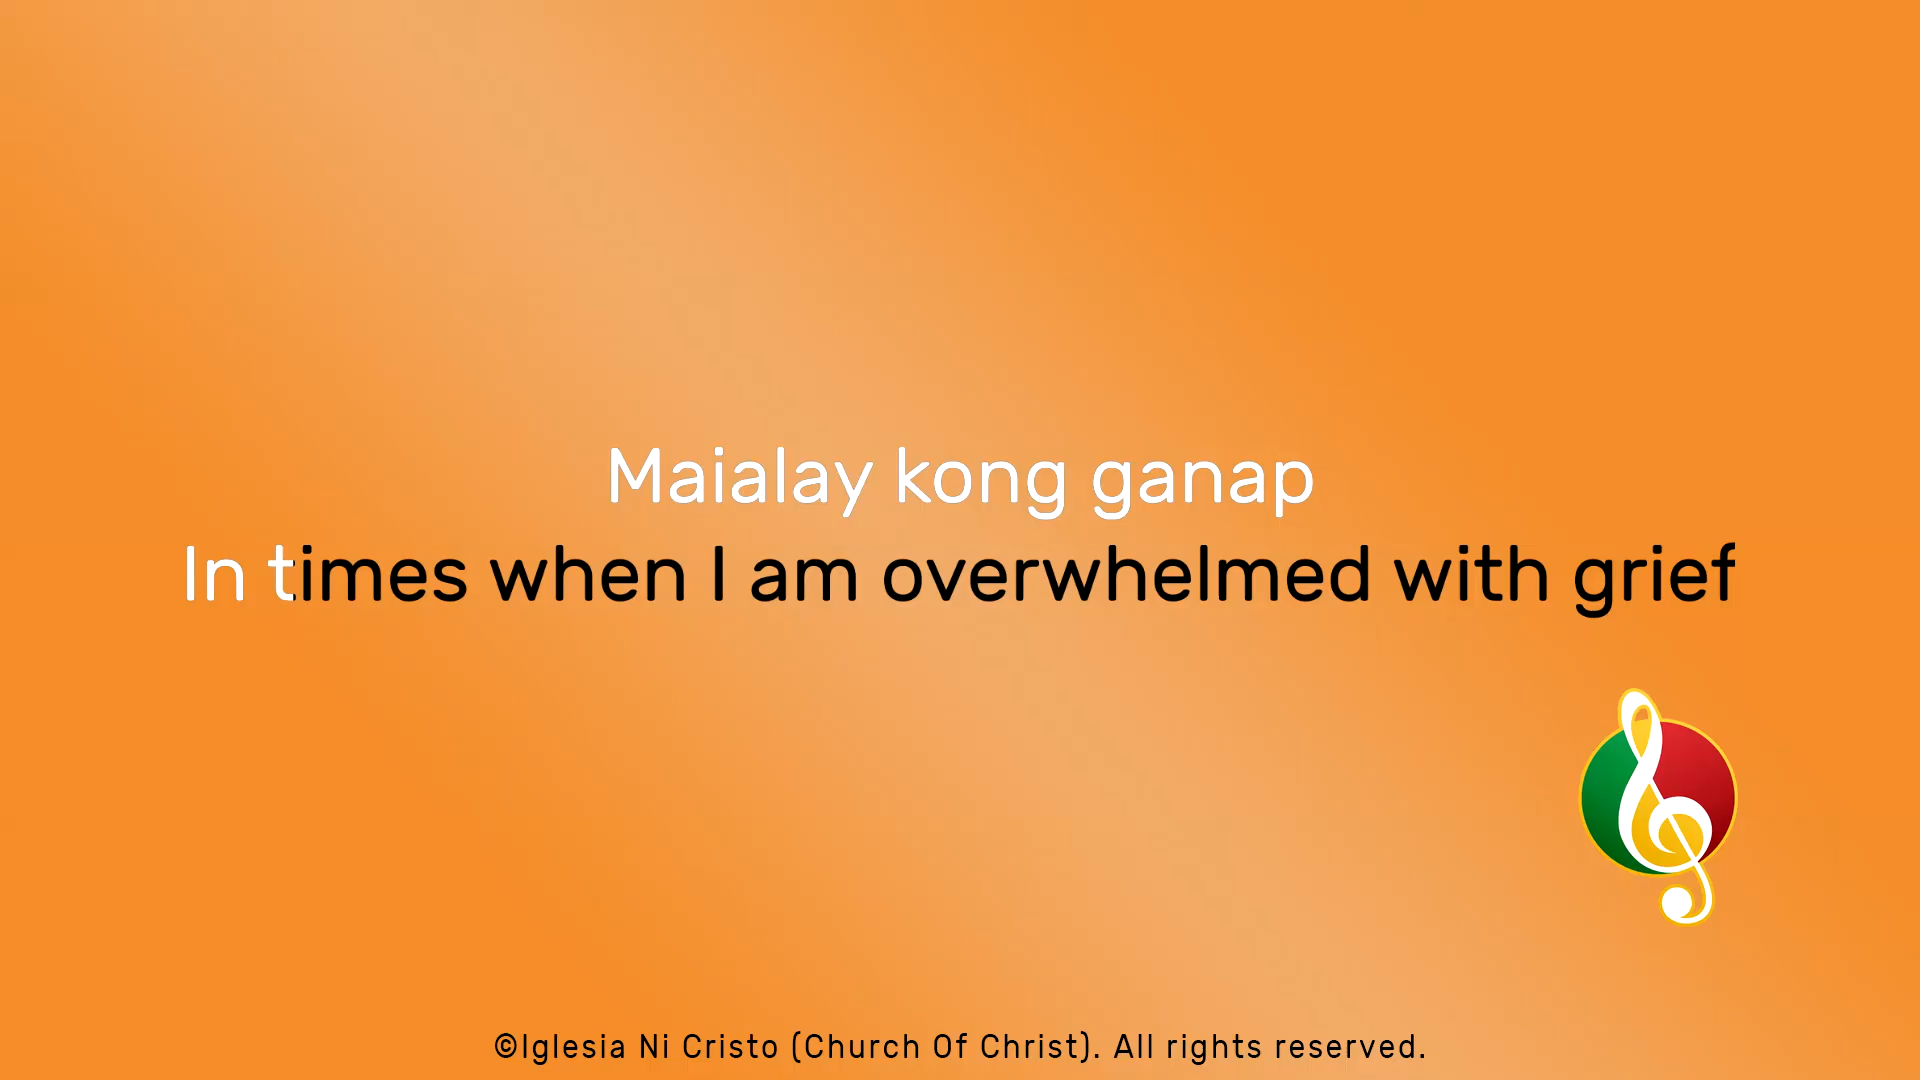 Maialay kong ganap
In times when I am overwhelmed with grief
©Iglesia Ni Cristo (Church Of Christ). All rights reserved.